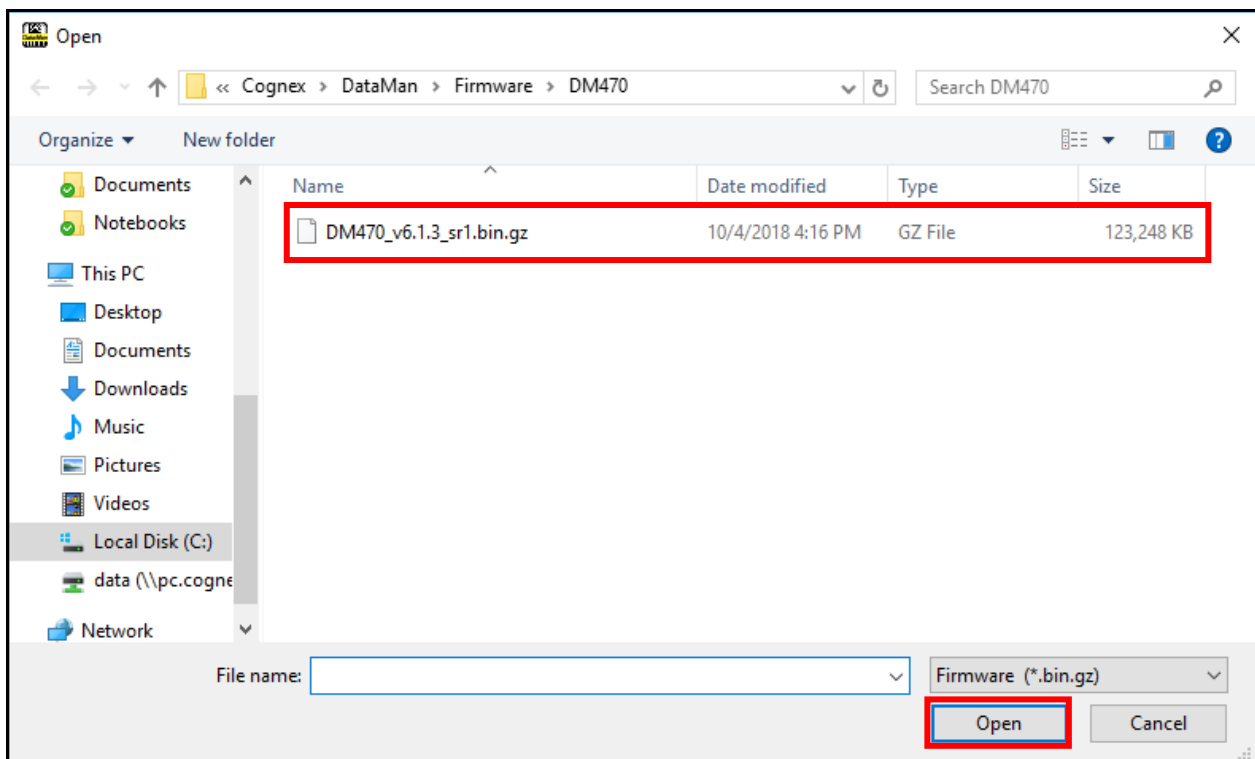 Open
« Cognex > DataMan > Firmware > DM470
Search DM470
Organize
New folder
?
Name
Date modified
Type
Size
DM470_v6.1.3_sr1.bin.gz
10/4/2018 4:16 PM
GZ File
123,248 KB
Documents
Notebooks
This PC
Desktop
Documents
Downloads
Music
Pictures
Videos
Local Disk (C:)
data (\\pc.cogne
Network
File name:
Firmware (*.bin.gz)
Open
Cancel